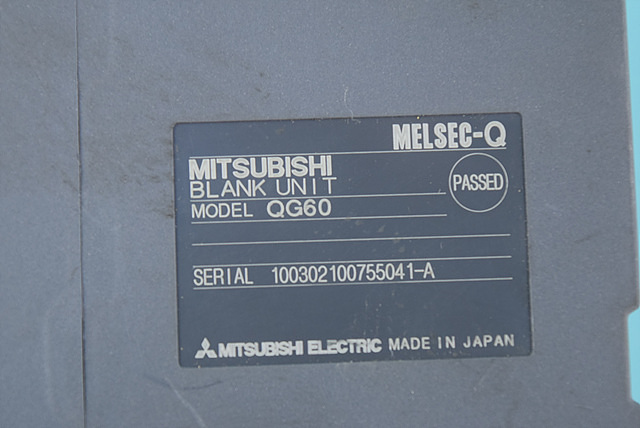 MELSEC-Q
MITSUBISHI
BLANK UNIT
PASSED
MODEL QG60
SERIAL 100302100755041-A
MITSUBISHI ELECTRIC MADE IN JAPAN